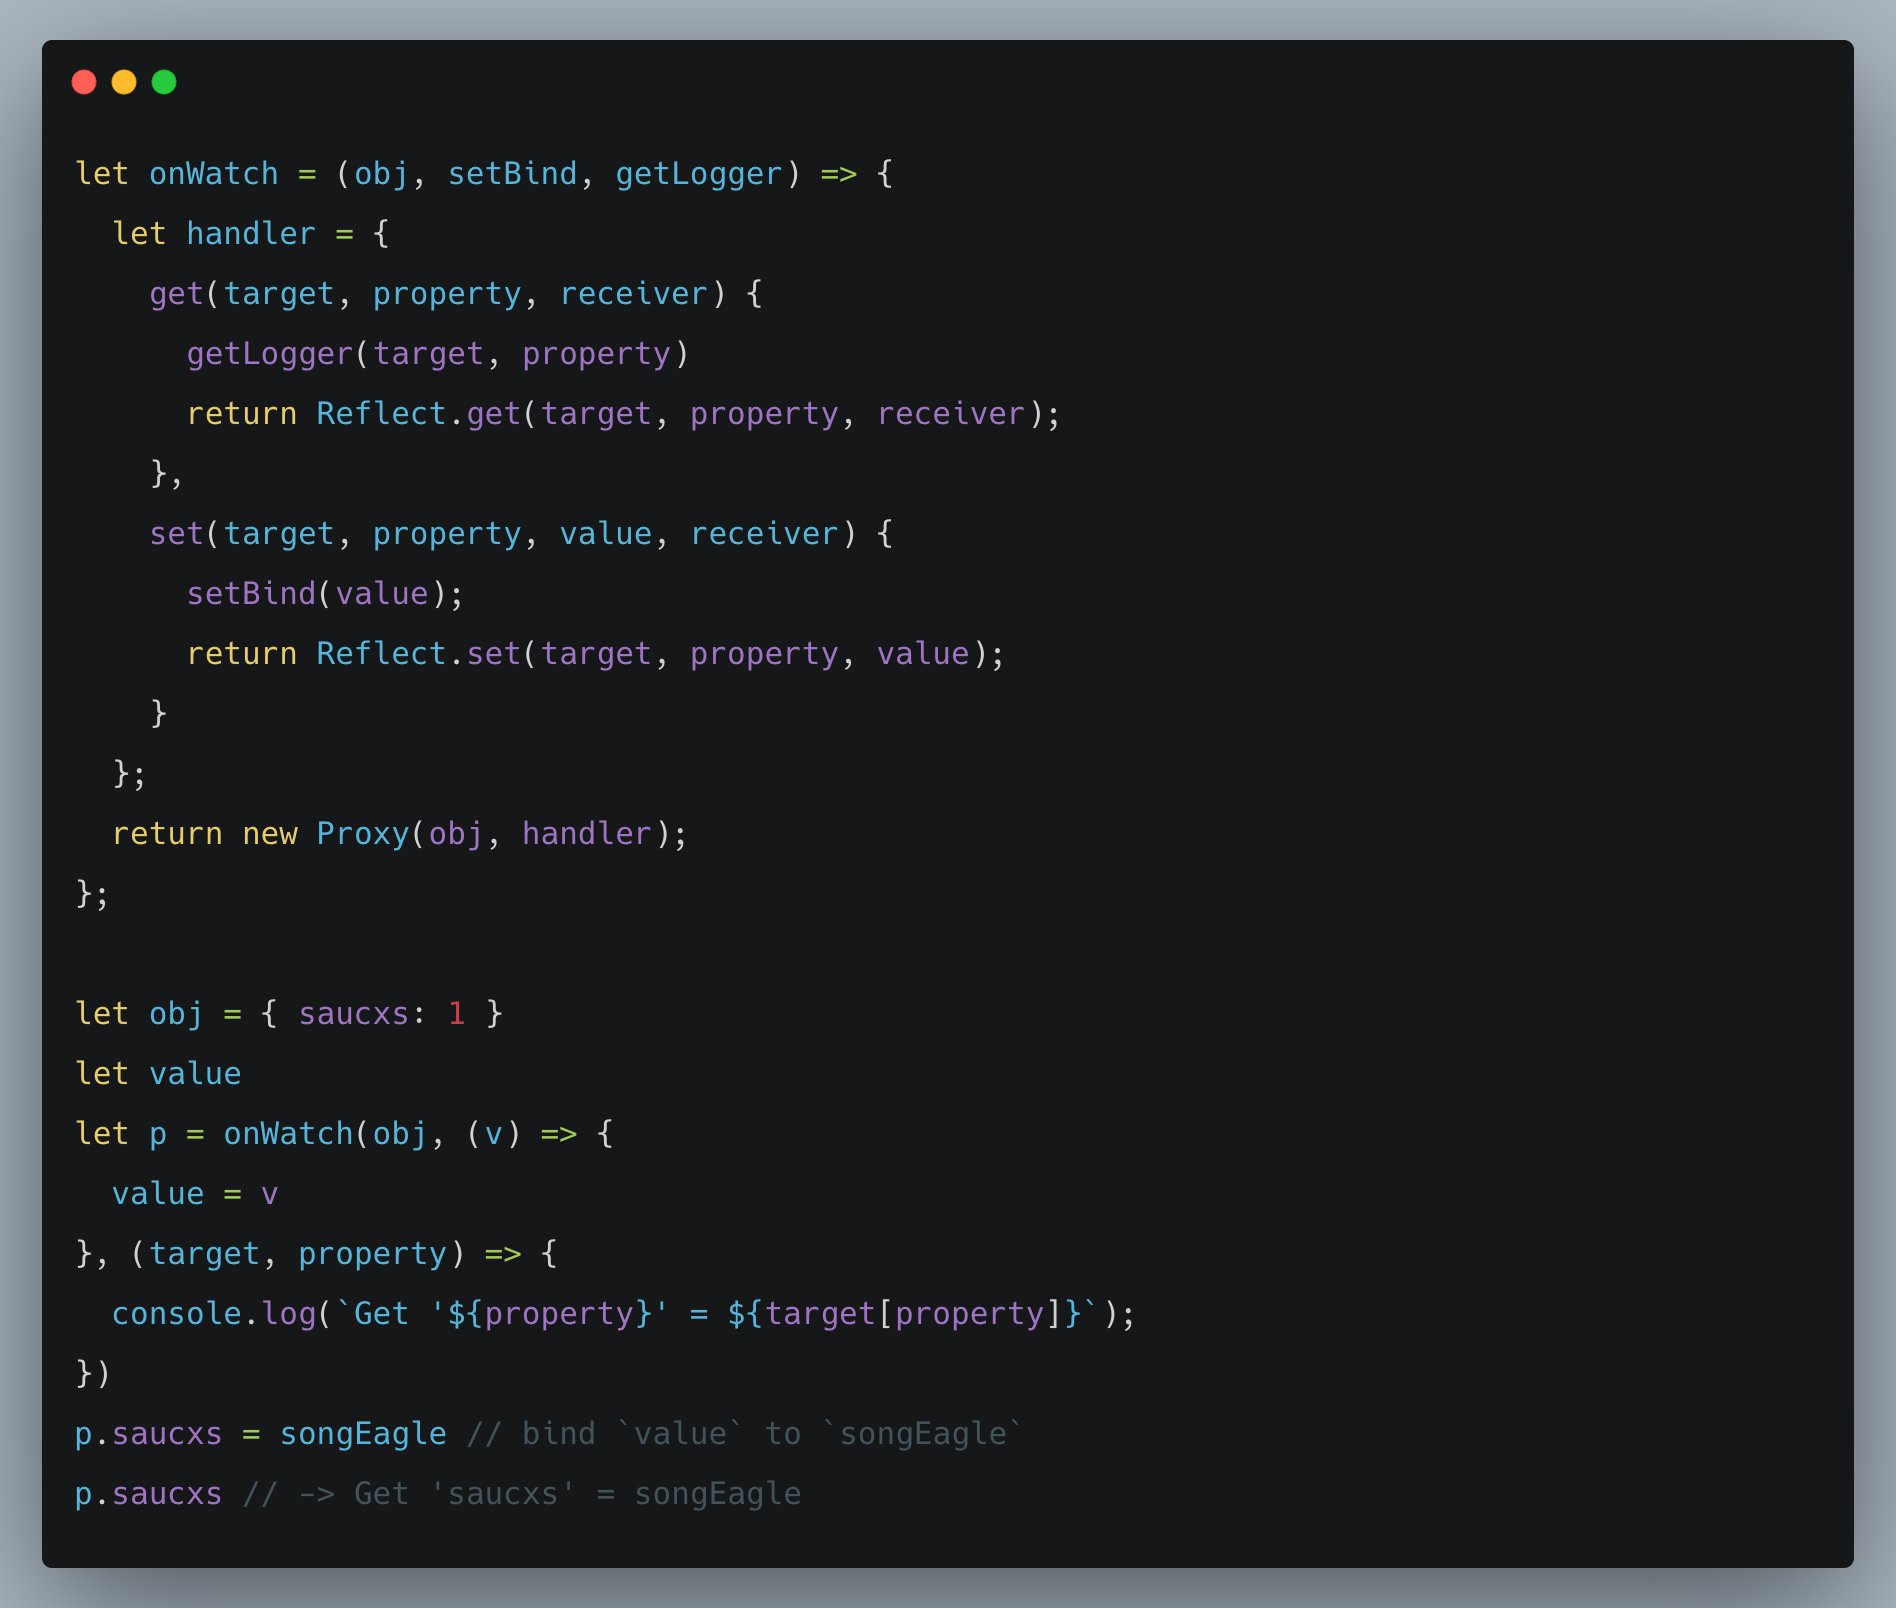 let onWatch = (obj, setBind, getLogger) => {
  let handler = {
    get(target, property, receiver) {
      getLogger(target, property)
      return Reflect.get(target, property, receiver);
    },
    set(target, property, value, receiver) {
      setBind(value);
      return Reflect.set(target, property, value);
    }
  };
  return new Proxy(obj, handler);
};

let obj = { saucxs: 1 }
let value
let p = onWatch(obj, (v) => {
  value = v
}, (target, property) => {
  console.log(`Get '${property}' = ${target[property]}`);
})
p.saucxs = songEagle // bind `value` to `songEagle`
p.saucxs // -> Get 'saucxs' = songEagle